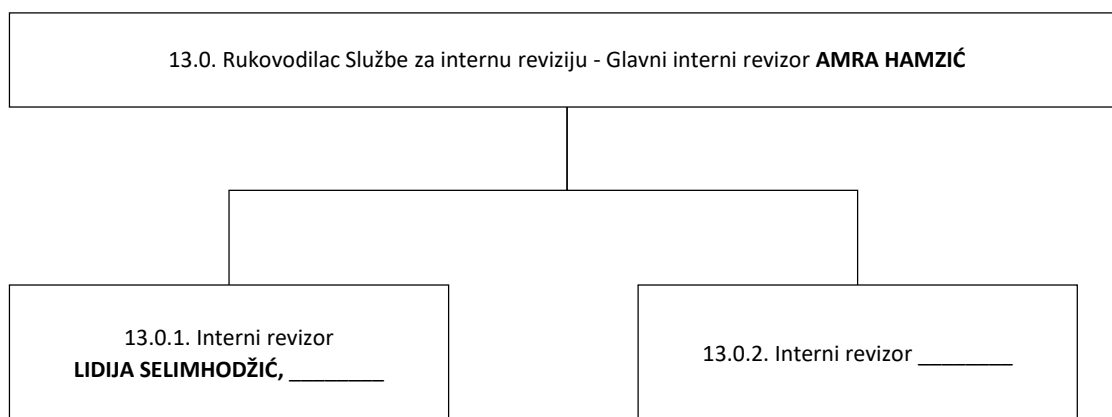 13.0. Rukovodilac Službe za internu reviziju - Glavni interni revizor AMRA HAMZIĆ
13.0.1. Interni revizor
LIDIJA SELIMHODŽIĆ, ________
13.0.2. Interni revizor ________